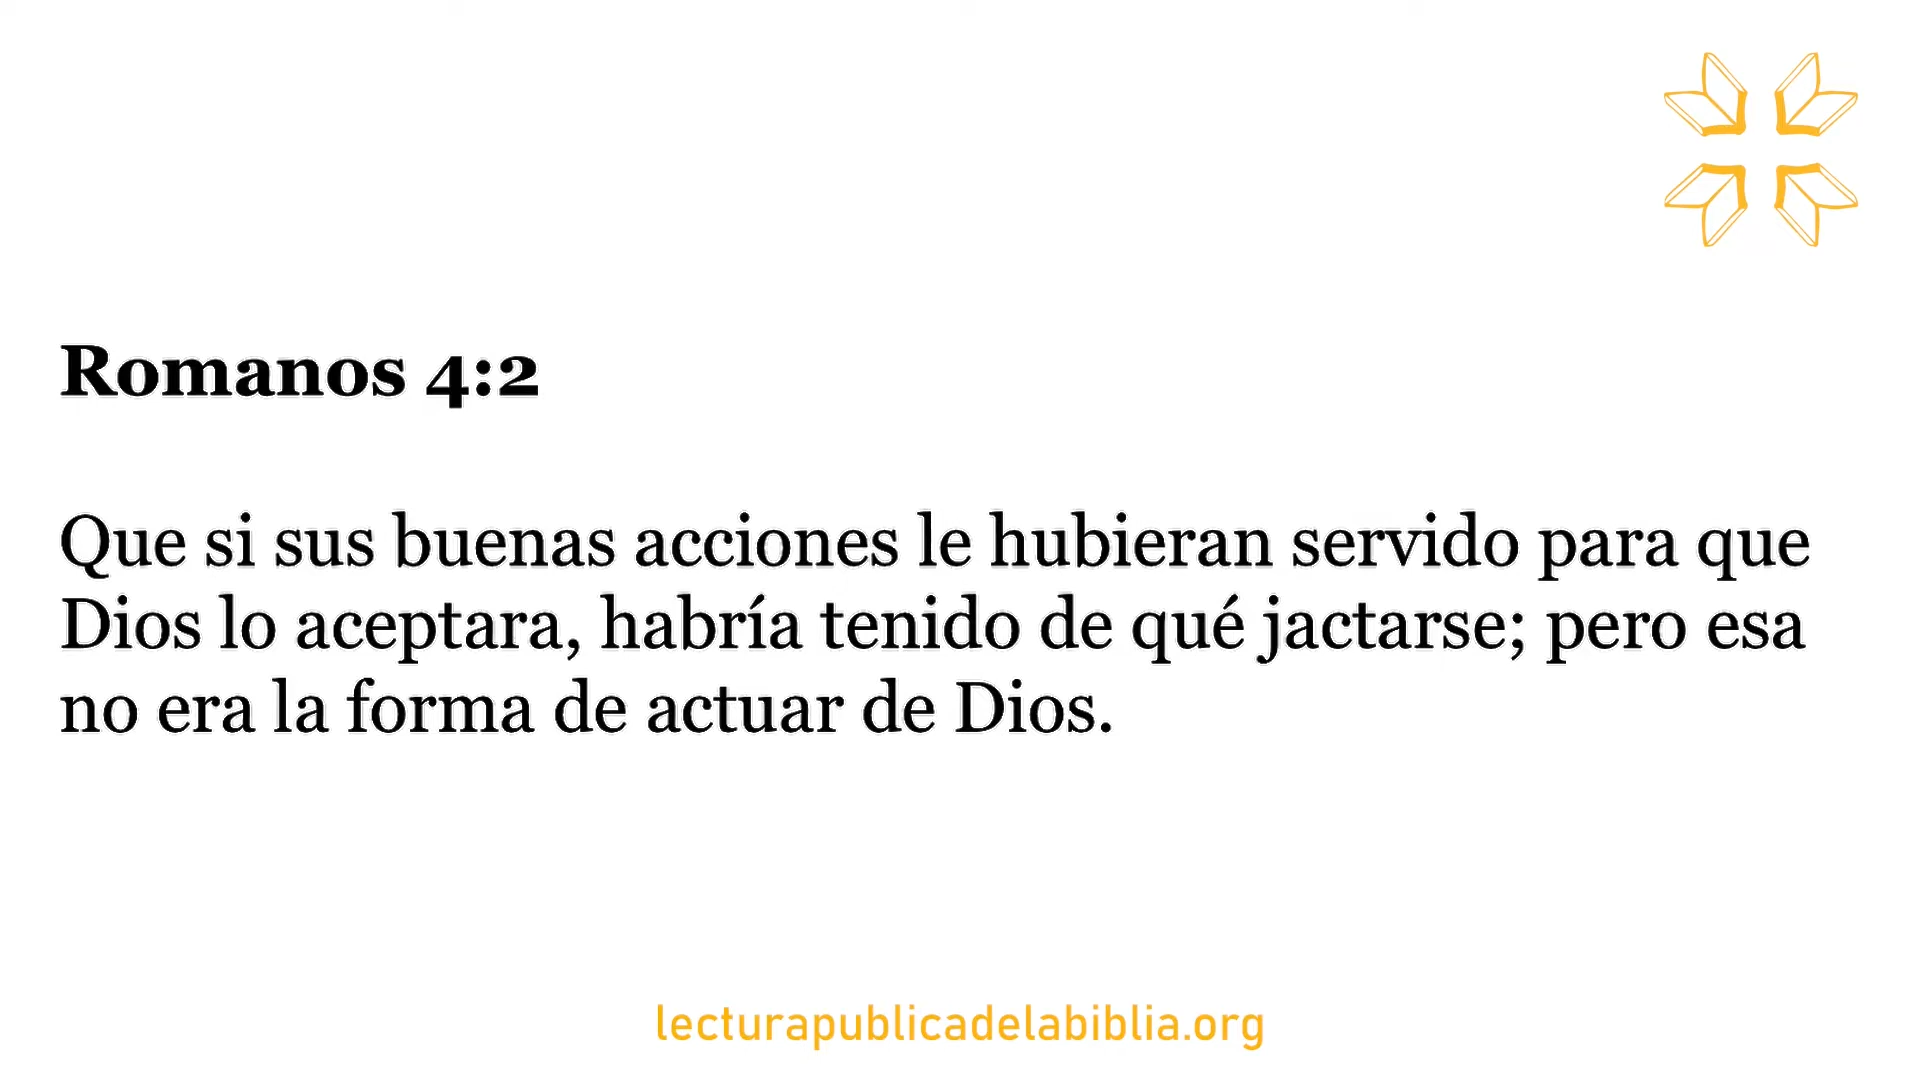 Romanos 4:2
Que si sus buenas acciones le hubieran servido para que
Dios lo aceptara, habría tenido de qué jactarse; pero esa
no era la forma de actuar de Dios.
lecturapublicadelabiblia.org